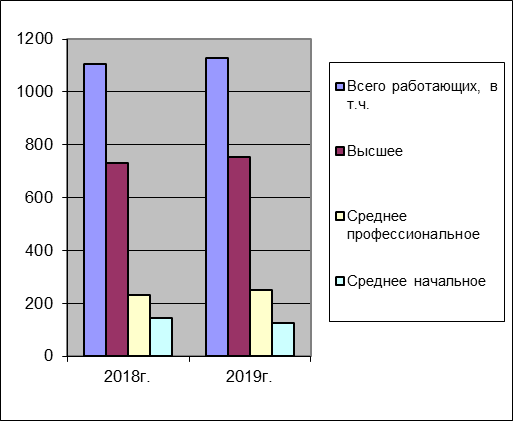 1200
1000
800
600
400
200
0
2018г.
2019г.
Всего работающих, в
т.ч.
Высшее
Среднее
профессиональное
Среднее начальное